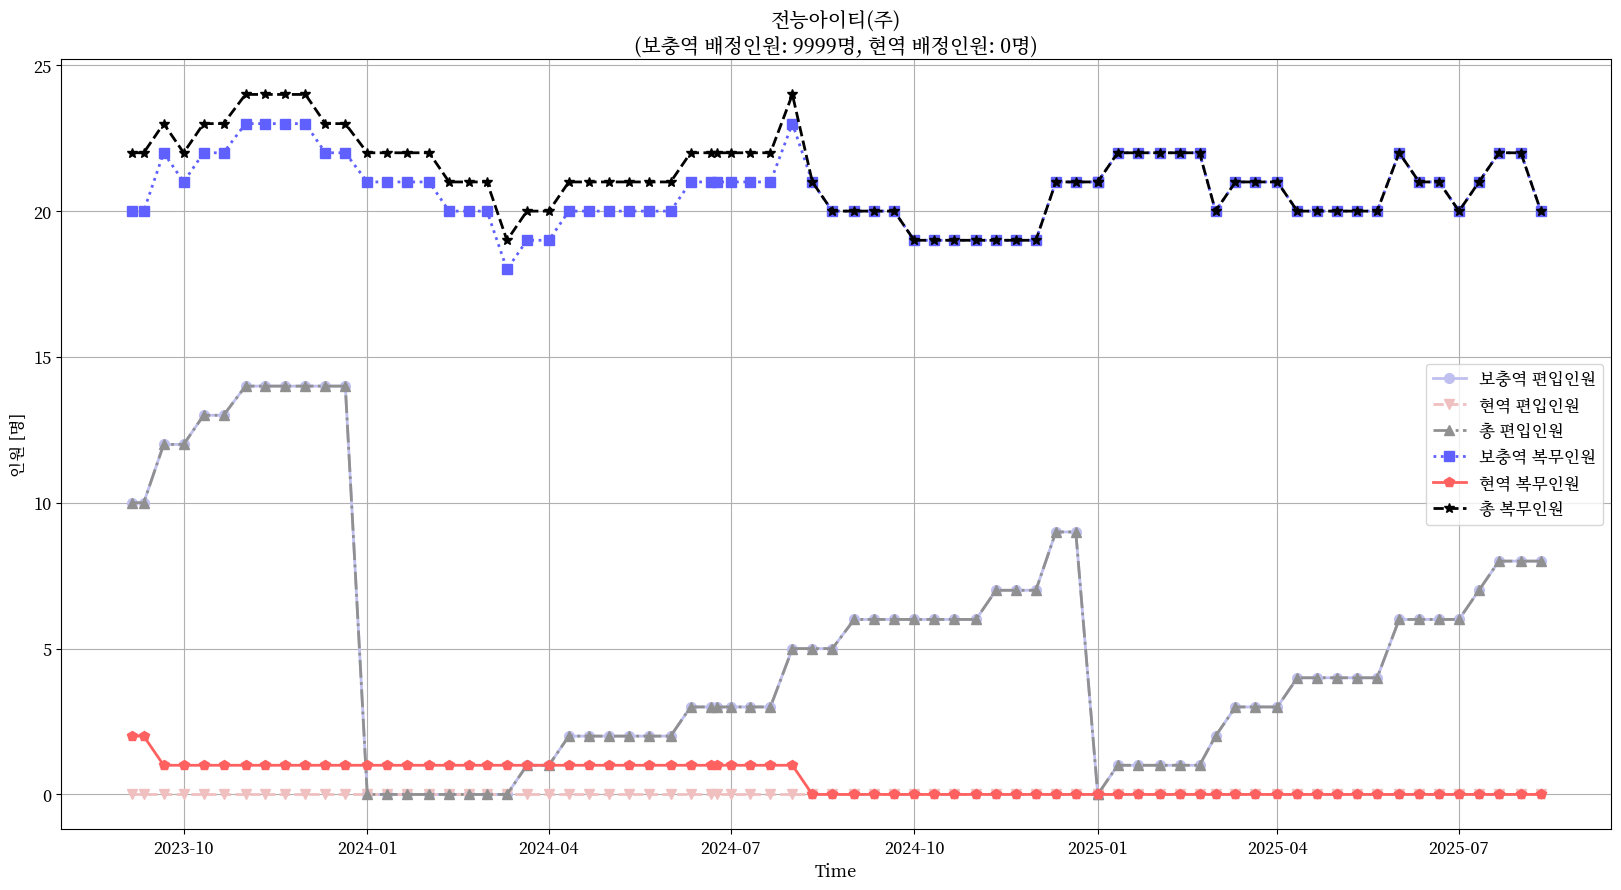 전능아이티(주)
(보충역 배정인원: 9999명, 현역 배정인원: 0명)
25
20
15
10
5
0
인원 [명]
보충역 편입인원
현역 편입인원
총 편입인원
보충역 복무인원
현역 복무인원
총 복무인원
2023-10
2024-01
2024-04
2024-07
2024-10
2025-01
2025-04
2025-07
Time